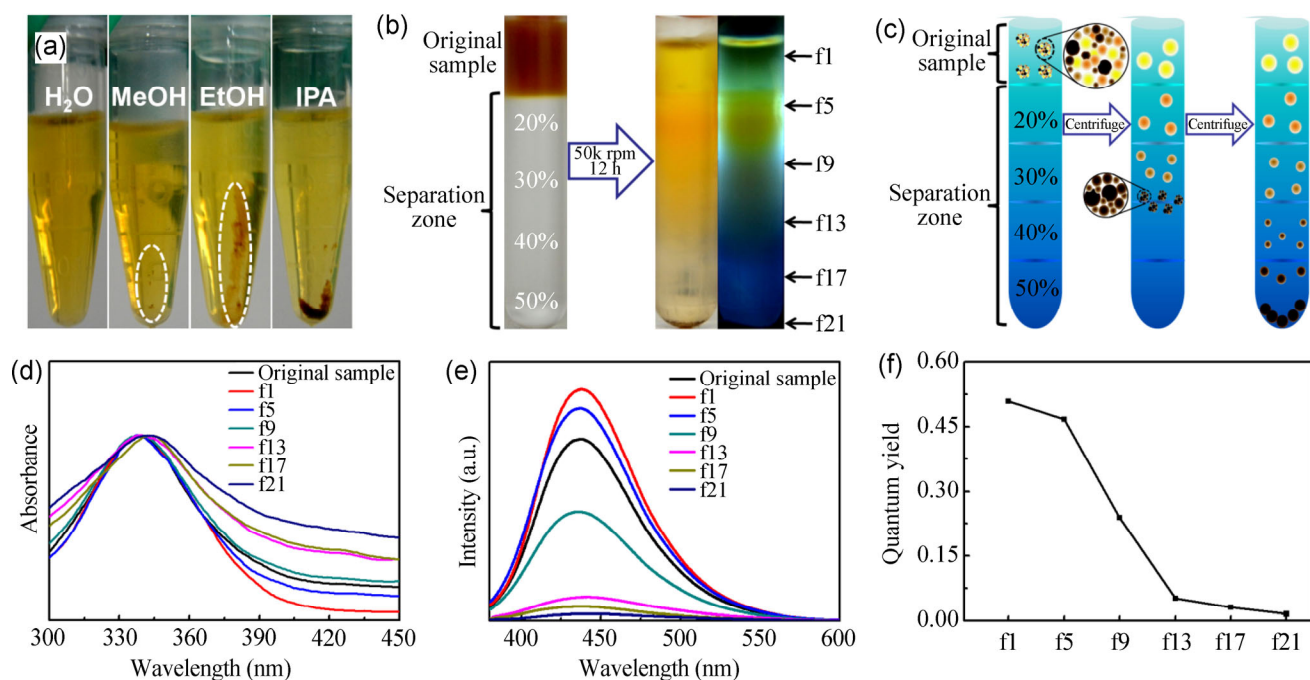 (a)
H₂O MeOH EtOH IPA
(b)
Original
sample
Separation
zone
20%
30%
40%
50%
50k rpm
12 h
f1
f5
f9
f13
f17
f21
(c)
Original
sample
Separation
zone
20%
30%
40%
50%
Centrifuge
Centrifuge
(d)
Absorbance
Original sample
f1
f5
f9
f13
f17
f21
300 330 360 390 420 450
Wavelength (nm)
(e)
Intensity (a.u.)
Original sample
f1
f5
f9
f13
f17
f21
400 450 500 550 600
Wavelength (nm)
(f)
Quantum yield
0.60
0.45
0.30
0.15
0.00
f1 f5 f9 f13 f17 f21